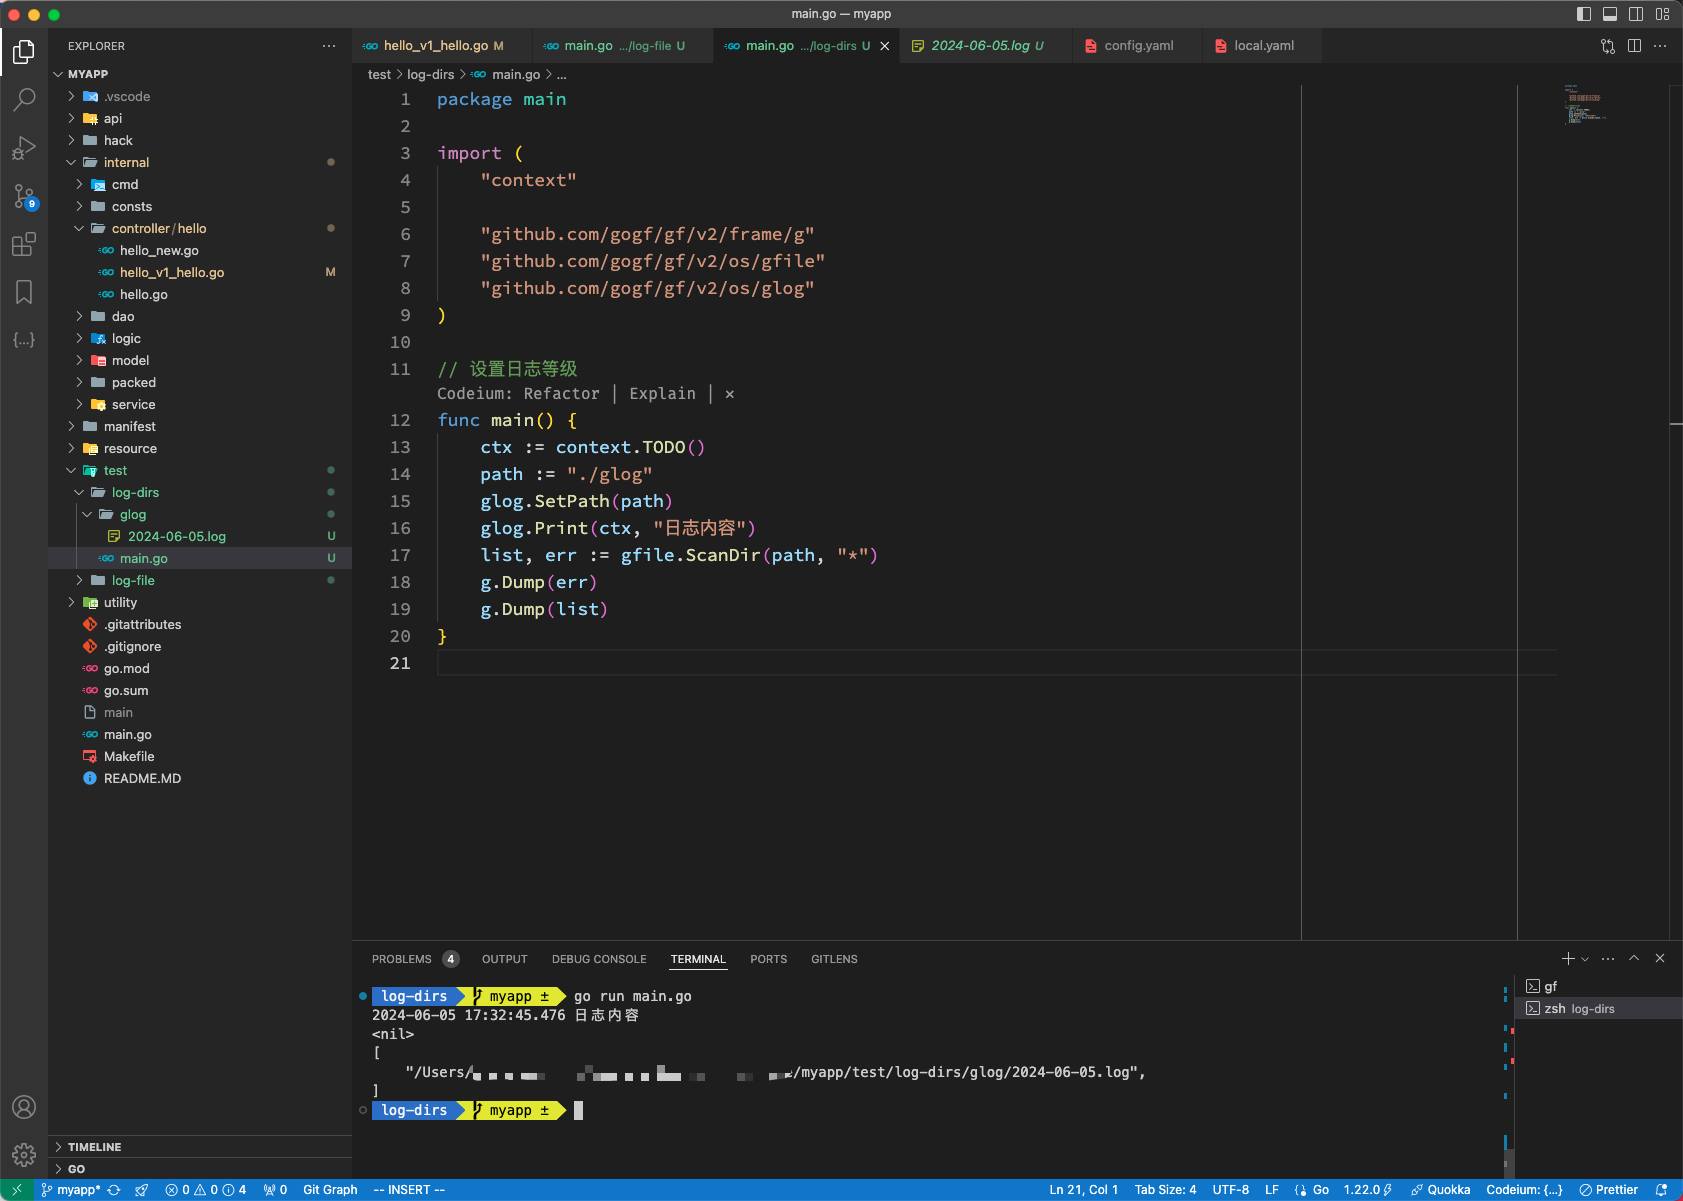 main.go — myapp
EXPLORER
MYAPP
.vscode
api
hack
internal
cmd
consts
controller/hello
hello_new.go
hello_v1_hello.go M
hello.go
dao
logic
model
packed
service
manifest
resource
test
log-dirs
glog
2024-06-05.log U
main.go U
log-file
utility
.gitattributes
.gitignore
go.mod
go.sum
main
main.go
Makefile
README.MD
TIMELINE
GO
9
hello_v1_hello.go M
main.go .../log-file U
main.go .../log-dirs U
2024-06-05.log U
config.yaml
local.yaml
test > log-dirs > main.go > ...
1 package main
2
3 import (
4 "context"
5
6 "github.com/gogf/gf/v2/frame/g"
7 "github.com/gogf/gf/v2/os/gfile"
8 "github.com/gogf/gf/v2/os/glog"
9 )
10
11 // 设置日志等级
Codeium: Refactor | Explain | ×
12 func main() {
13 ctx := context.TODO()
14 path := "./glog"
15 glog.SetPath(path)
16 glog.Print(ctx, "日志内容")
17 list, err := gfile.ScanDir(path, "*")
18 g.Dump(err)
19 g.Dump(list)
20 }
21
PROBLEMS 4 OUTPUT DEBUG CONSOLE TERMINAL PORTS GITLENS
log-dirs myapp ± go run main.go
2024-06-05 17:32:45.476 日志内容
<nil>
[
"/Users/ /myapp/test/log-dirs/glog/2024-06-05.log",
]
log-dirs myapp ±
gf
zsh log-dirs
myapp* 0 0 4 0 Git Graph -- INSERT -- Ln 21, Col 1 Tab Size: 4 UTF-8 LF Go 1.22.0 Quokka Codeium: {...} Prettier